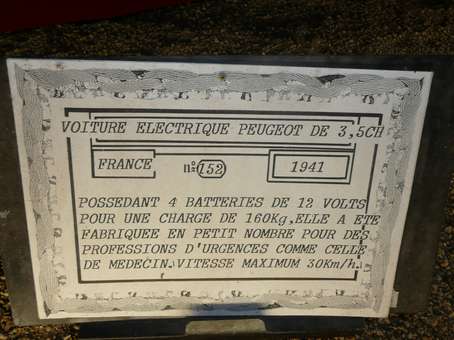 VOITURE ELECTRIQUE PEUGEOT DE 3,5CH
FRANCE n° 152 1941
POSSEDANT 4 BATTERIES DE 12 VOLTS
POUR UNE CHARGE DE 160Kg,ELLE A ETE
FABRIQUEE EN PETIT NOMBRE POUR DES
PROFESSIONS D'URGENCES COMME CELLE
DE MEDECIN.VITESSE MAXIMUM 30Km/h.